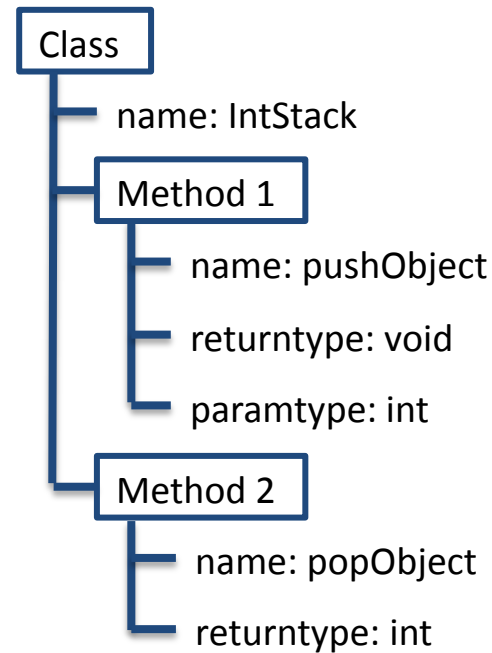 Class
name: IntStack
Method 1
name: pushObject
returntype: void
paramtype: int
Method 2
name: popObject
returntype: int